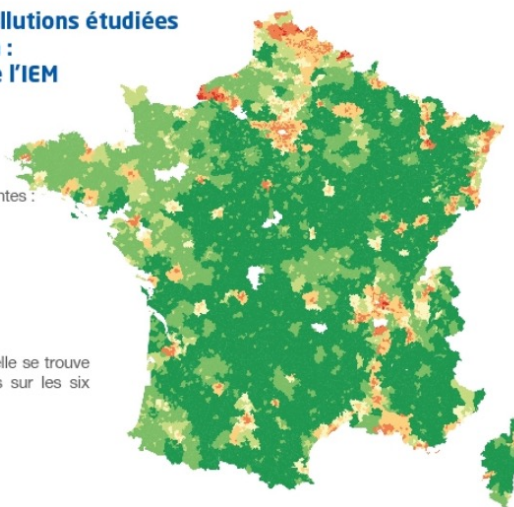 llutions étudiées
:
l'IEM
ntes :
elle se trouve
s sur les six